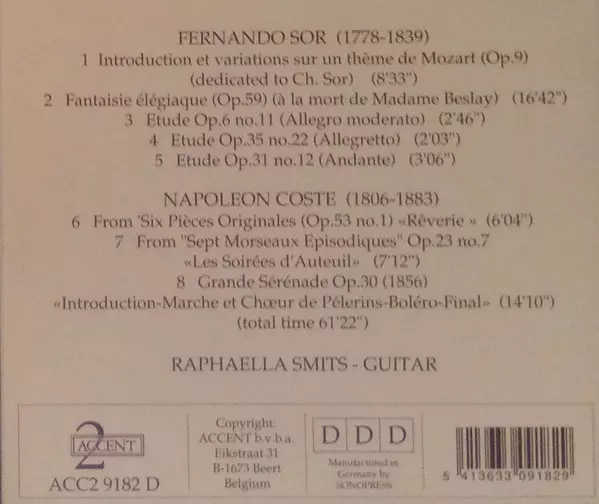 FERNANDO SOR (1778-1839)
1 Introduction et variations sur un thème de Mozart (Op.9)
(dedicated to Ch. Sor) (8'33")
2 Fantaisie élégiaque (Op.59) (à la mort de Madame Beslay) (16'42")
3 Etude Op.6 no.11 (Allegro moderato) (2'46")
4 Etude Op.35 no.22 (Allegretto) (2'03")
5 Etude Op.31 no.12 (Andante) (3'06")
NAPOLEON COSTE (1806-1883)
6 From 'Six Pièces Originales (Op.53 no.1) «Rêverie» (6'04")
7 From "Sept Morseaux Episodiques" Op.23 no.7
«Les Soirées d'Auteuil» (7'12")
8 Grande Sérénade Op.30 (1856)
«Introduction-Marche et Chœur de Pélerins-Boléro-Final» (14'10")
(total time 61'22")
RAPHAELLA SMITS - GUITAR
2
ACCENT
ACC2 9182 D
Copyright:
ACCENT b.v.b.a.
Eikstraat 31
B-1673 Beert
Belgium
D D D
Manufactured in
Germany by
SONOPRESS
5 413633 091829